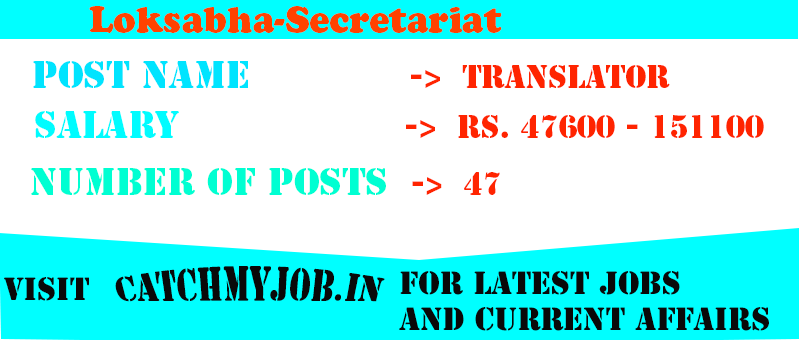 Loksabha-Secretariat
POST NAME -> TRANSLATOR
SALARY -> RS. 47600 - 151100
NUMBER OF POSTS -> 47
VISIT CATCHMYJOB.IN FOR LATEST JOBS
AND CURRENT AFFAIRS